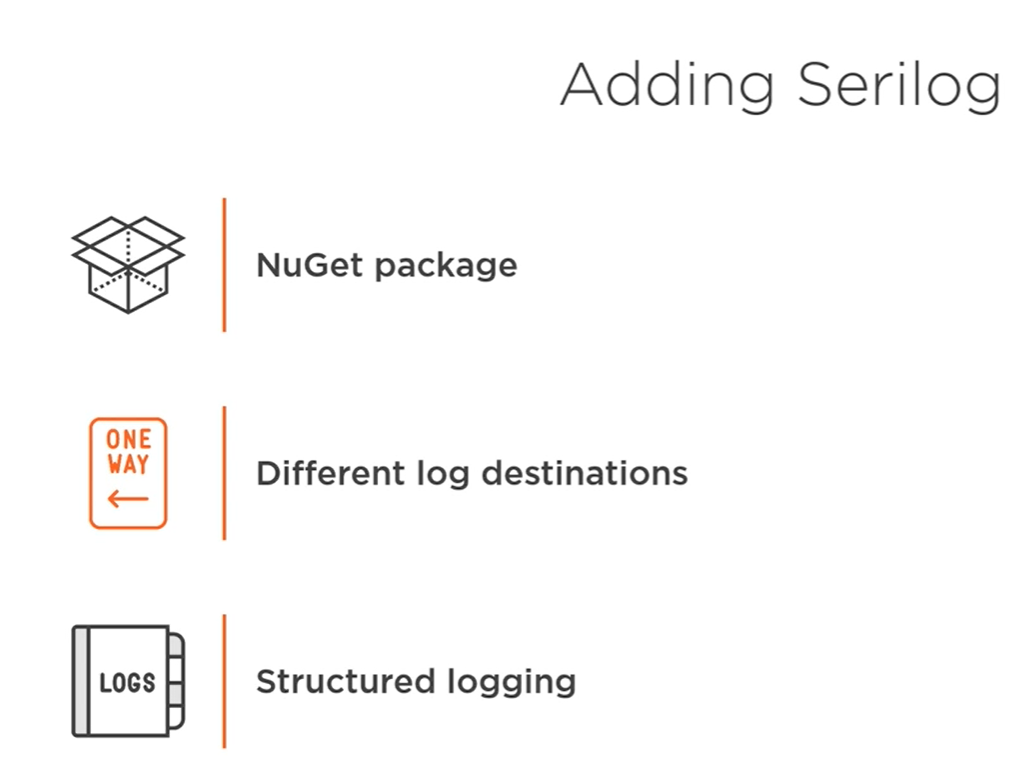 Adding Serilog
NuGet package
ONE
WAY
Different log destinations
LOGS
Structured logging